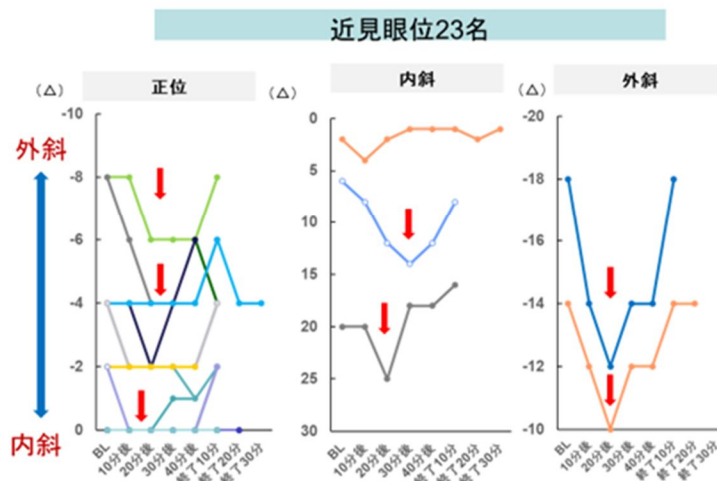 近見眼位23名
(△)
正位
-10
-8
-6
-4
-2
0
外斜
内斜
BL
10分後
20分後
30分後
40分後
終了10分
終了20分
終了30分
(△)
内斜
0
5
10
15
20
25
30
BL
10分後
20分後
30分後
40分後
終了10分
終了20分
終了30分
(△)
外斜
-20
-18
-16
-14
-12
-10
BL
10分後
20分後
30分後
40分後
終了10分
終了20分
終了30分